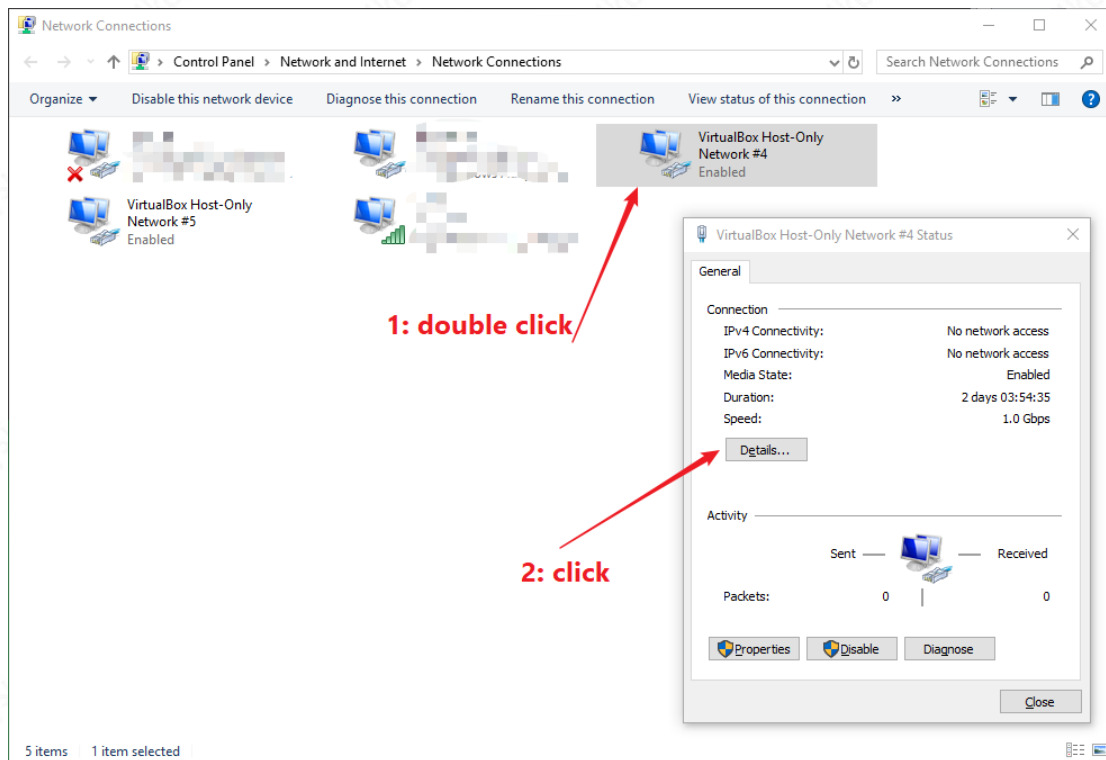 Network Connections
Control Panel > Network and Internet > Network Connections
Search Network Connections
Organize
Disable this network device
Diagnose this connection
Rename this connection
View status of this connection
»
VirtualBox Host-Only
Network #4
Enabled
VirtualBox Host-Only
Network #5
Enabled
1: double click
VirtualBox Host-Only Network #4 Status
General
Connection
IPv4 Connectivity: No network access
IPv6 Connectivity: No network access
Media State: Enabled
Duration: 2 days 03:54:35
Speed: 1.0 Gbps
Details...
2: click
Activity
Sent — — Received
Packets: 0 0
Properties
Disable
Diagnose
Close
5 items 1 item selected